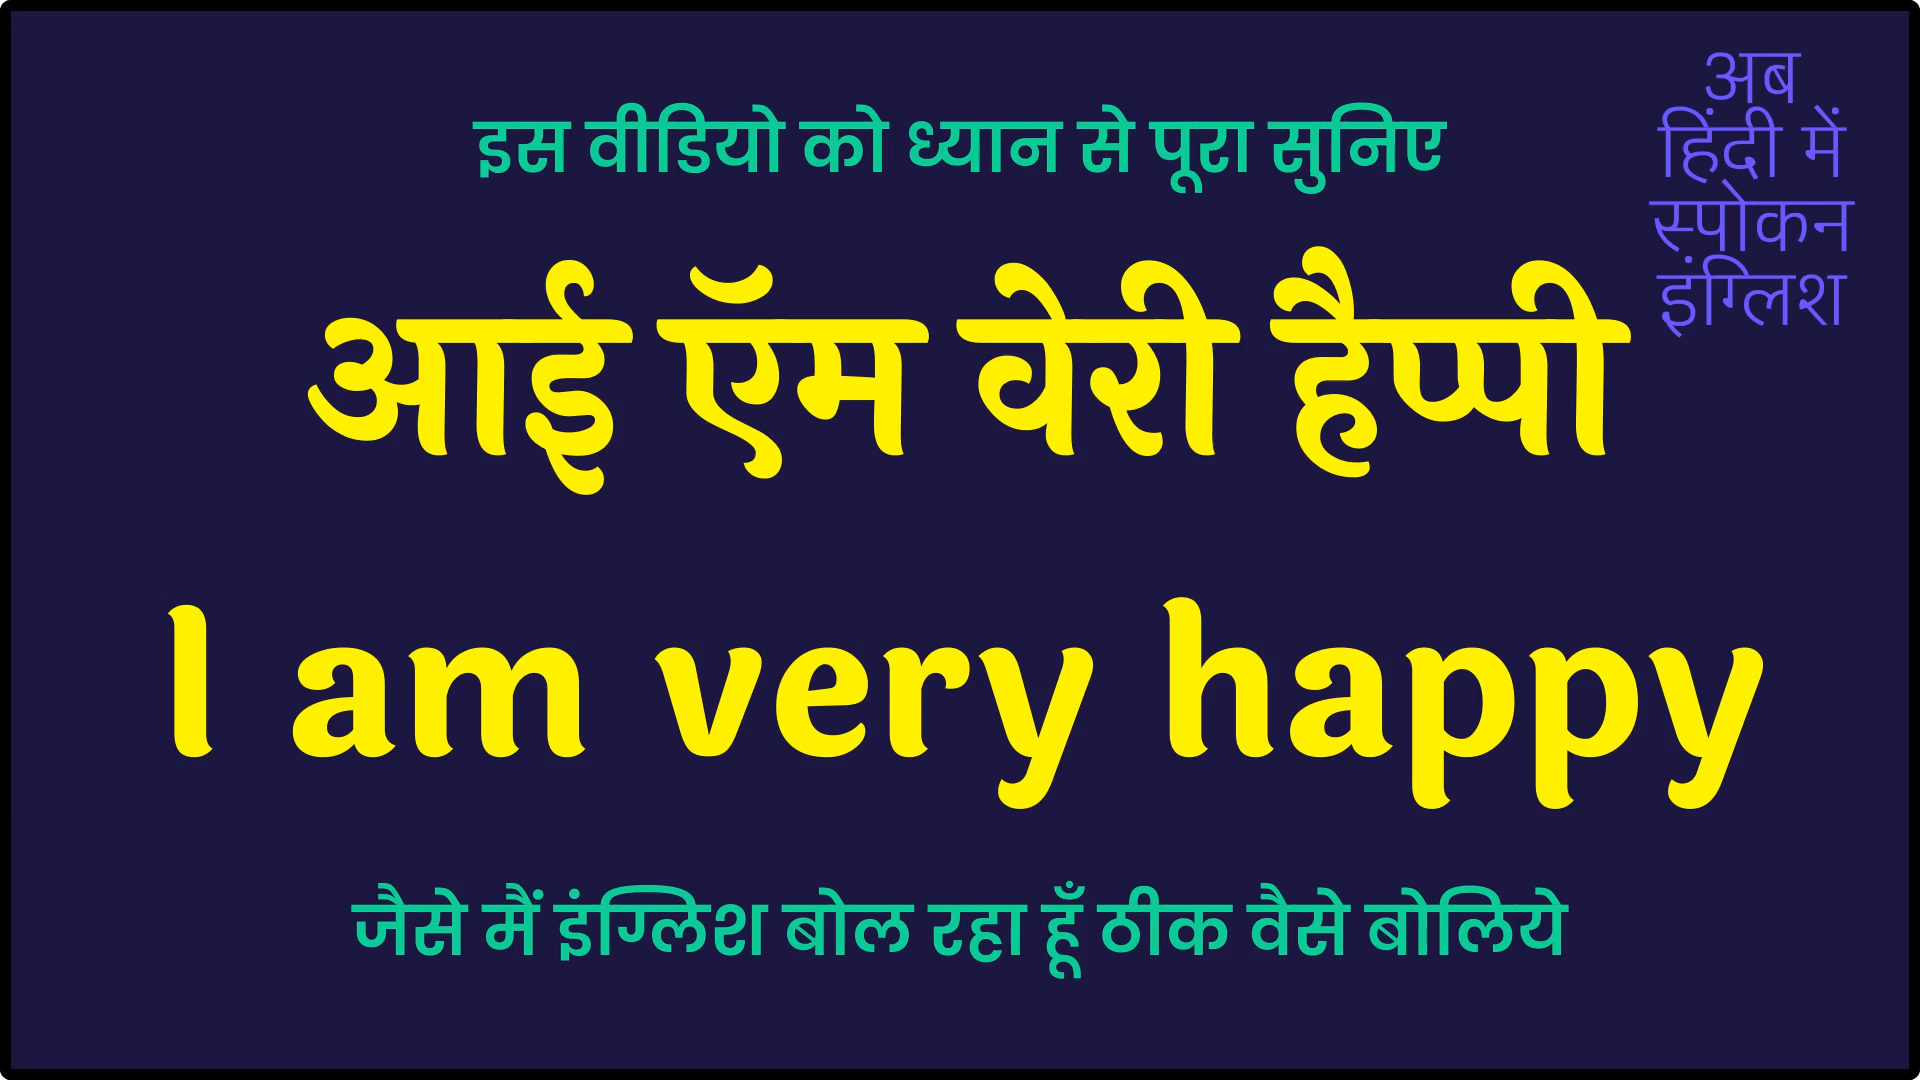 इस वीडियो को ध्यान से पूरा सुनिए
अब
हिंदी में
स्पोकन
इंग्लिश
आई ऍम वेरी हैप्पी
I am very happy
जैसे मैं इंग्लिश बोल रहा हूँ ठीक वैसे बोलिये